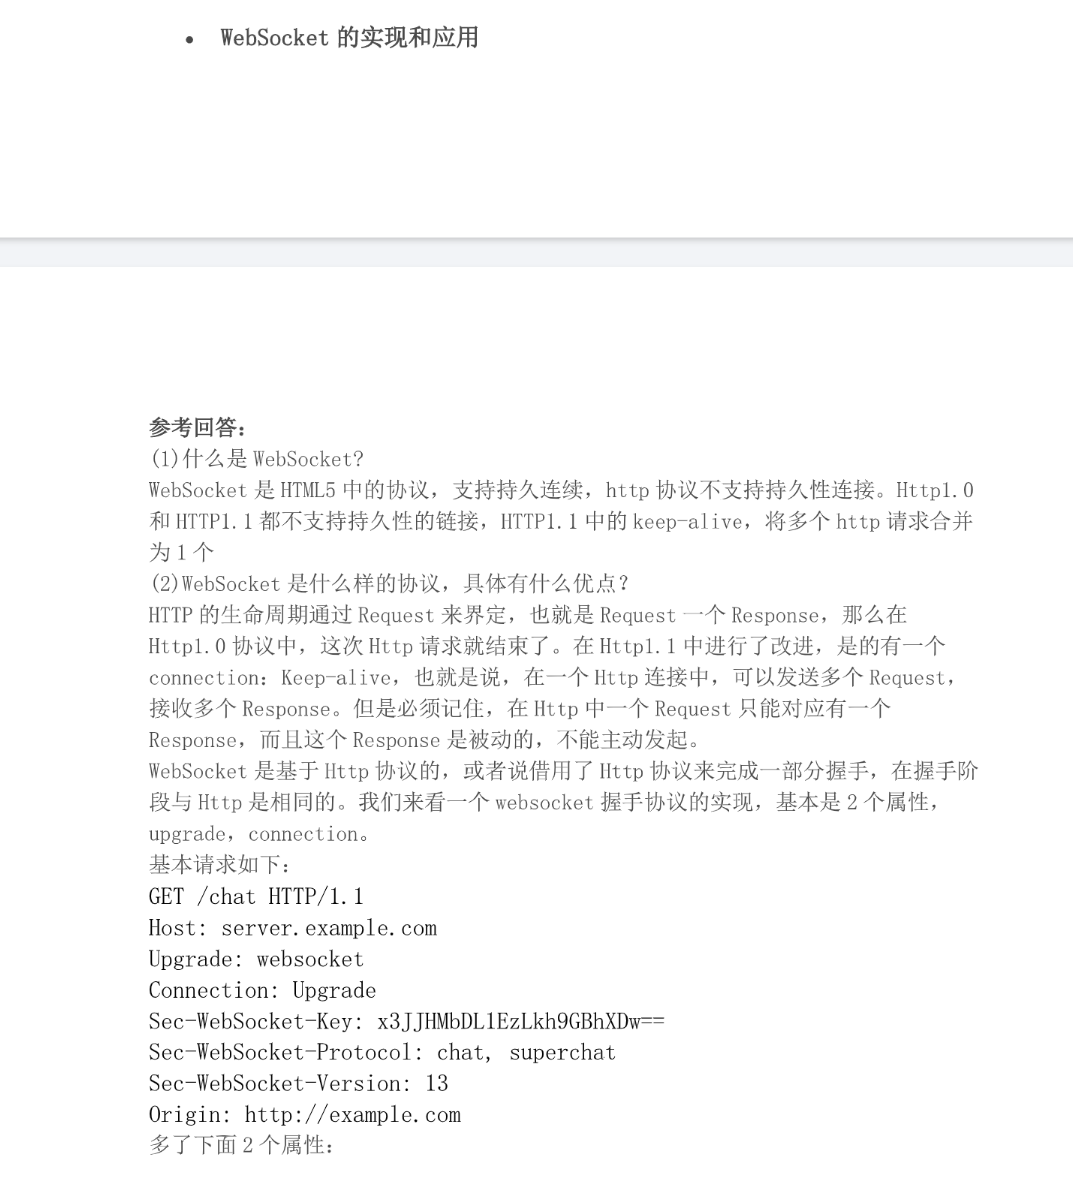 • WebSocket 的实现和应用
参考回答：
(1)什么是 WebSocket?
WebSocket 是 HTML5 中的协议，支持持久连续，http 协议不支持持久性连接。Http1.0
和 HTTP1.1 都不支持持久性的链接，HTTP1.1 中的 keep-alive，将多个 http 请求合并
为 1 个
(2)WebSocket 是什么样的协议，具体有什么优点？
HTTP 的生命周期通过 Request 来界定，也就是 Request 一个 Response，那么在
Http1.0 协议中，这次 Http 请求就结束了。在 Http1.1 中进行了改进，是的有一个
connection：Keep-alive，也就是说，在一个 Http 连接中，可以发送多个 Request，
接收多个 Response。但是必须记住，在 Http 中一个 Request 只能对应有一个
Response，而且这个 Response 是被动的，不能主动发起。
WebSocket 是基于 Http 协议的，或者说借用了 Http 协议来完成一部分握手，在握手阶
段与 Http 是相同的。我们来看一个 websocket 握手协议的实现，基本是 2 个属性，
upgrade，connection。
基本请求如下：
GET /chat HTTP/1.1
Host: server.example.com
Upgrade: websocket
Connection: Upgrade
Sec-WebSocket-Key: x3JJHMbDL1EzLkh9GBhXDw==
Sec-WebSocket-Protocol: chat, superchat
Sec-WebSocket-Version: 13
Origin: http://example.com
多了下面 2 个属性：